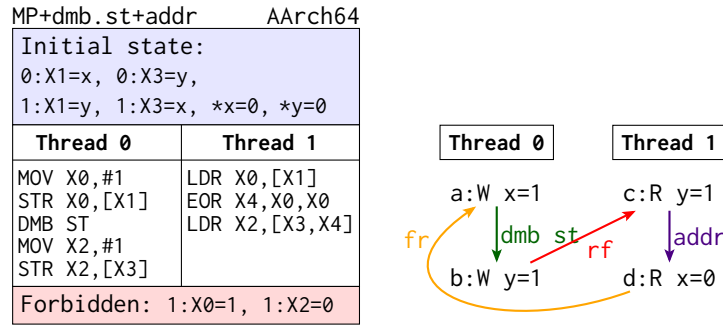 MP+dmb.st+addr AArch64
Initial state:
0:X1=x, 0:X3=y,
1:X1=y, 1:X3=x, *x=0, *y=0
Thread 0 Thread 1
MOV X0,#1 LDR X0,[X1]
STR X0,[X1] EOR X4,X0,X0
DMB ST LDR X2,[X3,X4]
MOV X2,#1
STR X2,[X3]
Forbidden: 1:X0=1, 1:X2=0
Thread 0 Thread 1
a:W x=1 c:R y=1
fr dmb st rf addr
b:W y=1 d:R x=0